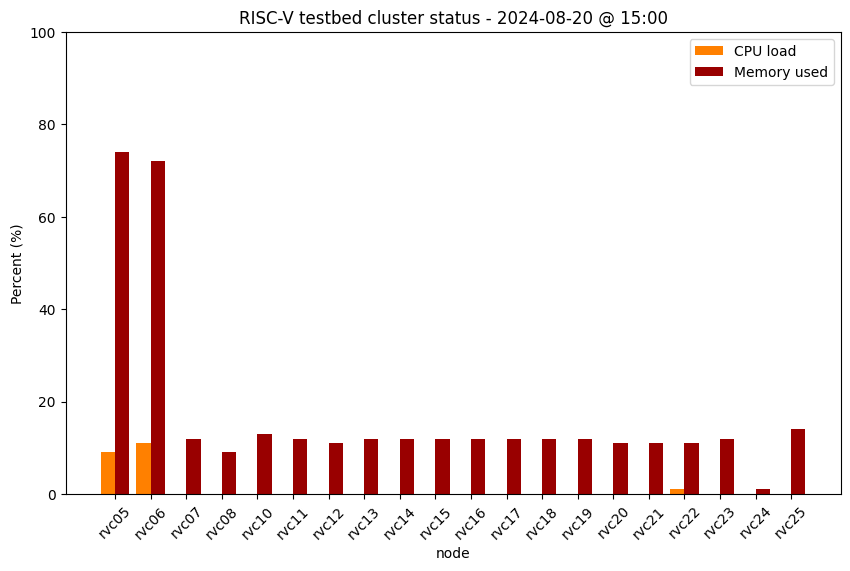 RISC-V testbed cluster status - 2024-08-20 @ 15:00
CPU load
Memory used
100
80
60
40
20
0
Percent (%)
rvc05 rvc06 rvc07 rvc08 rvc10 rvc11 rvc12 rvc13 rvc14 rvc15 rvc16 rvc17 rvc18 rvc19 rvc20 rvc21 rvc22 rvc23 rvc24 rvc25
node